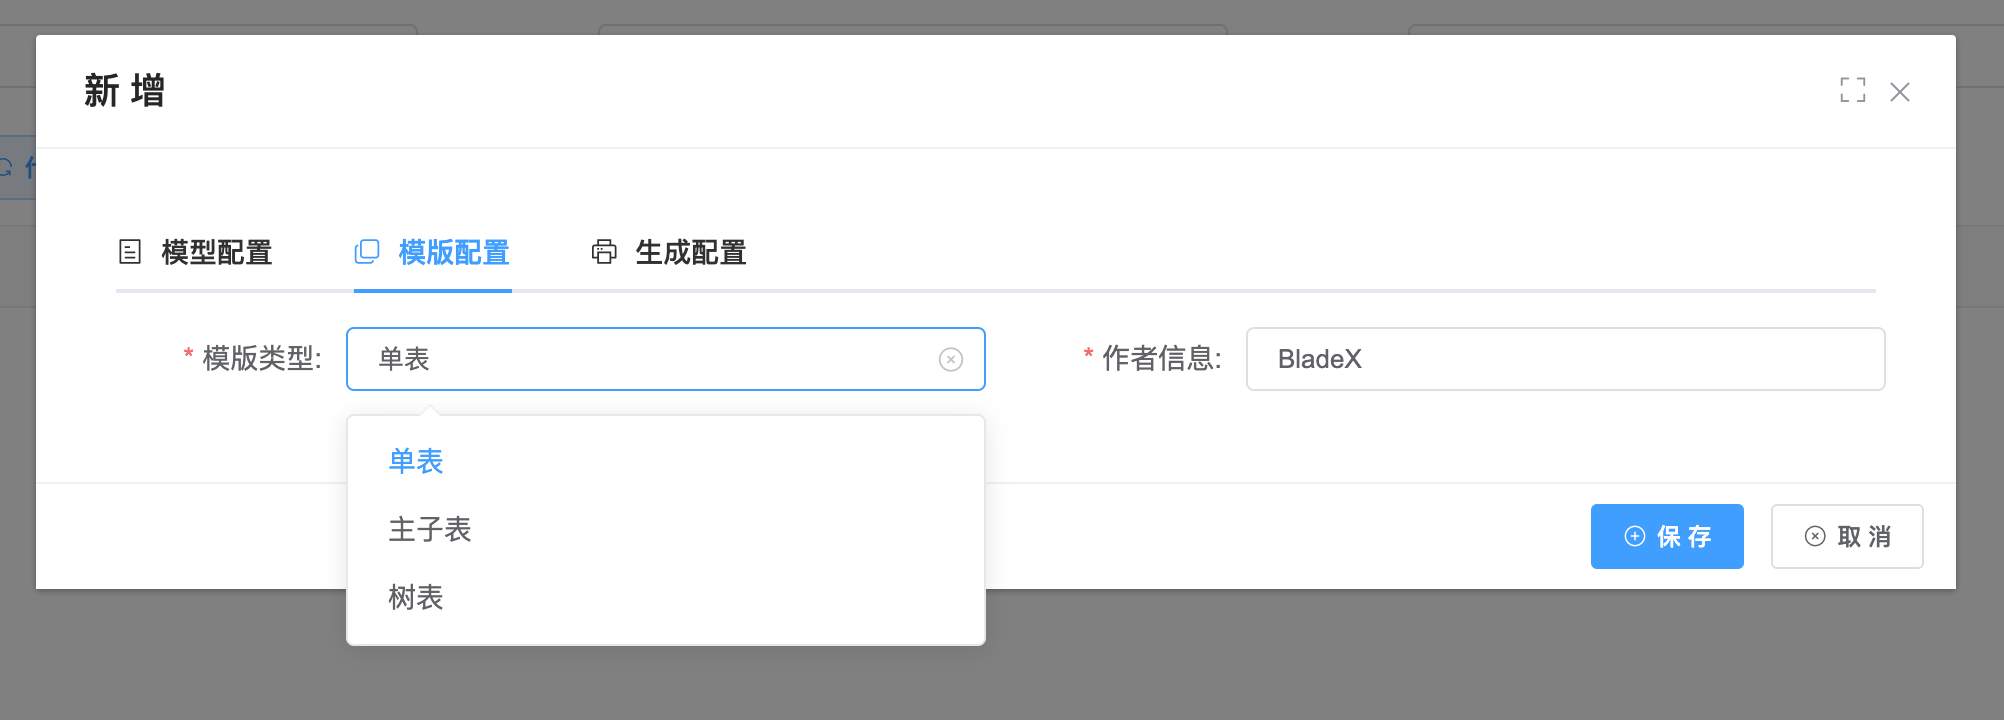 新 增
模型配置 模版配置 生成配置
* 模版类型: 单表 * 作者信息: BladeX
单表
主子表
树表
保 存 取 消